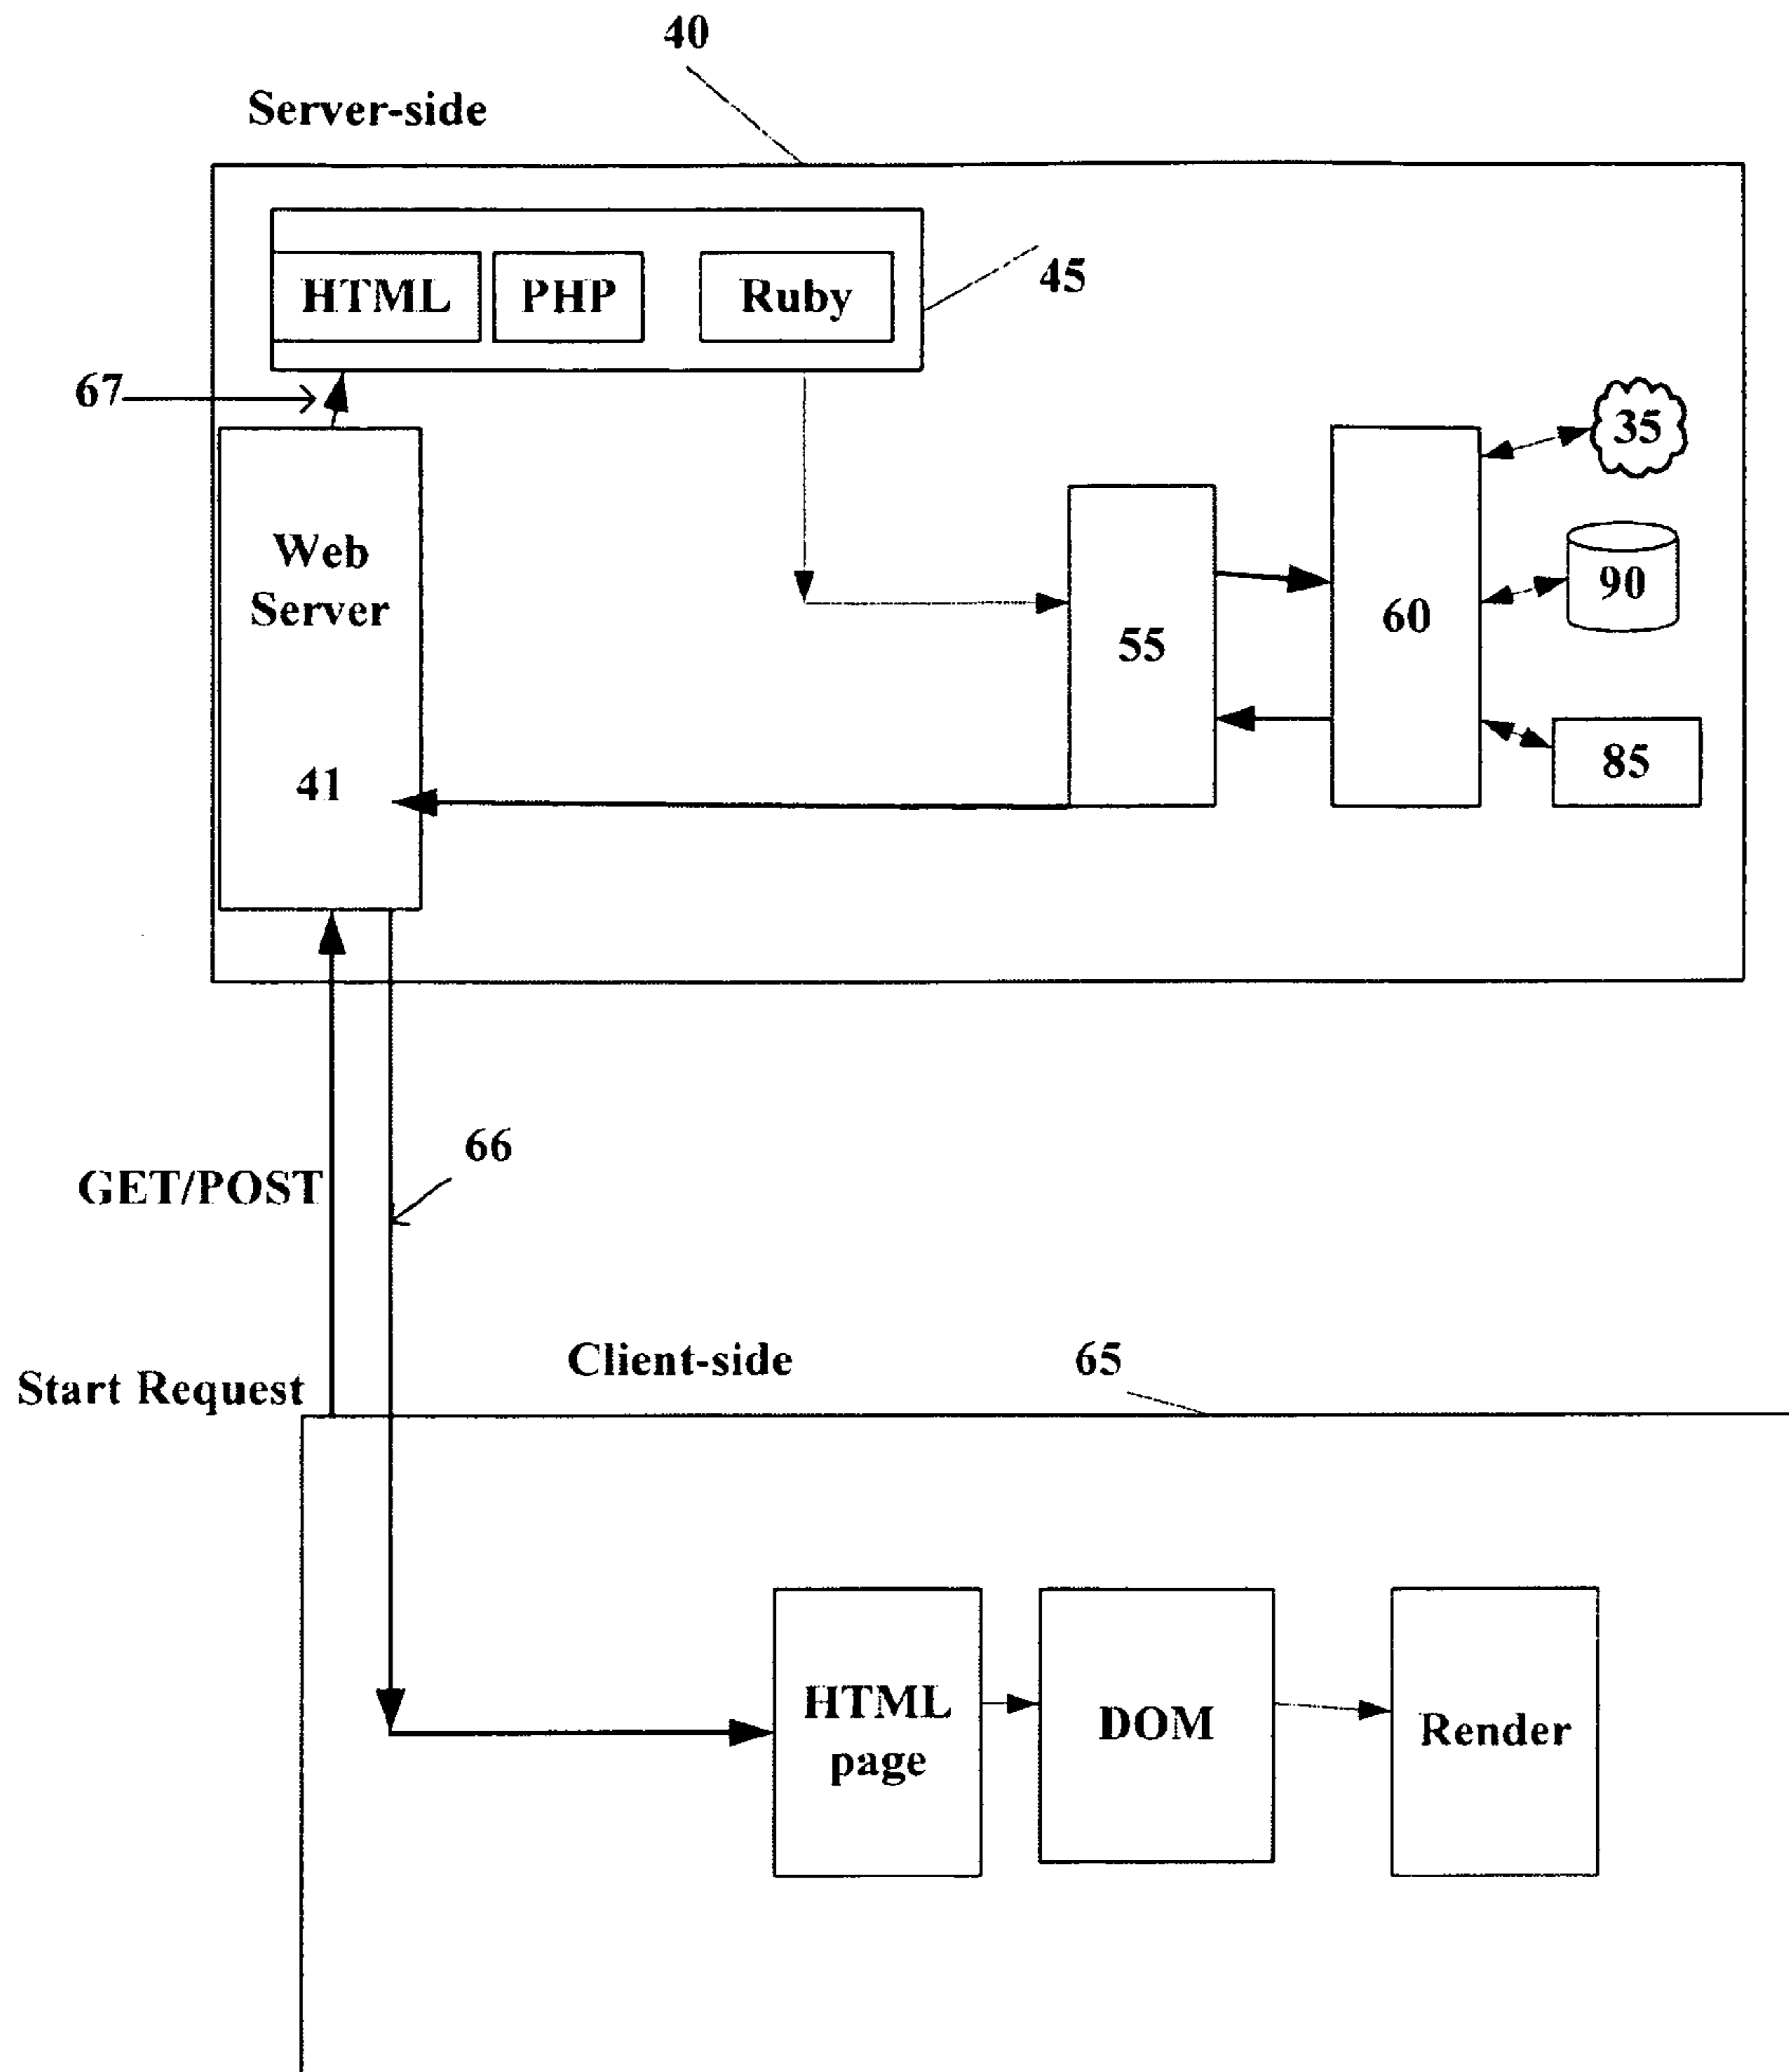 40
Server-side
HTML PHP Ruby
45
67
35
Web
Server
90
60
55
41
85
66
GET/POST
Client-side
65
Start Request
HTML
page
DOM
Render